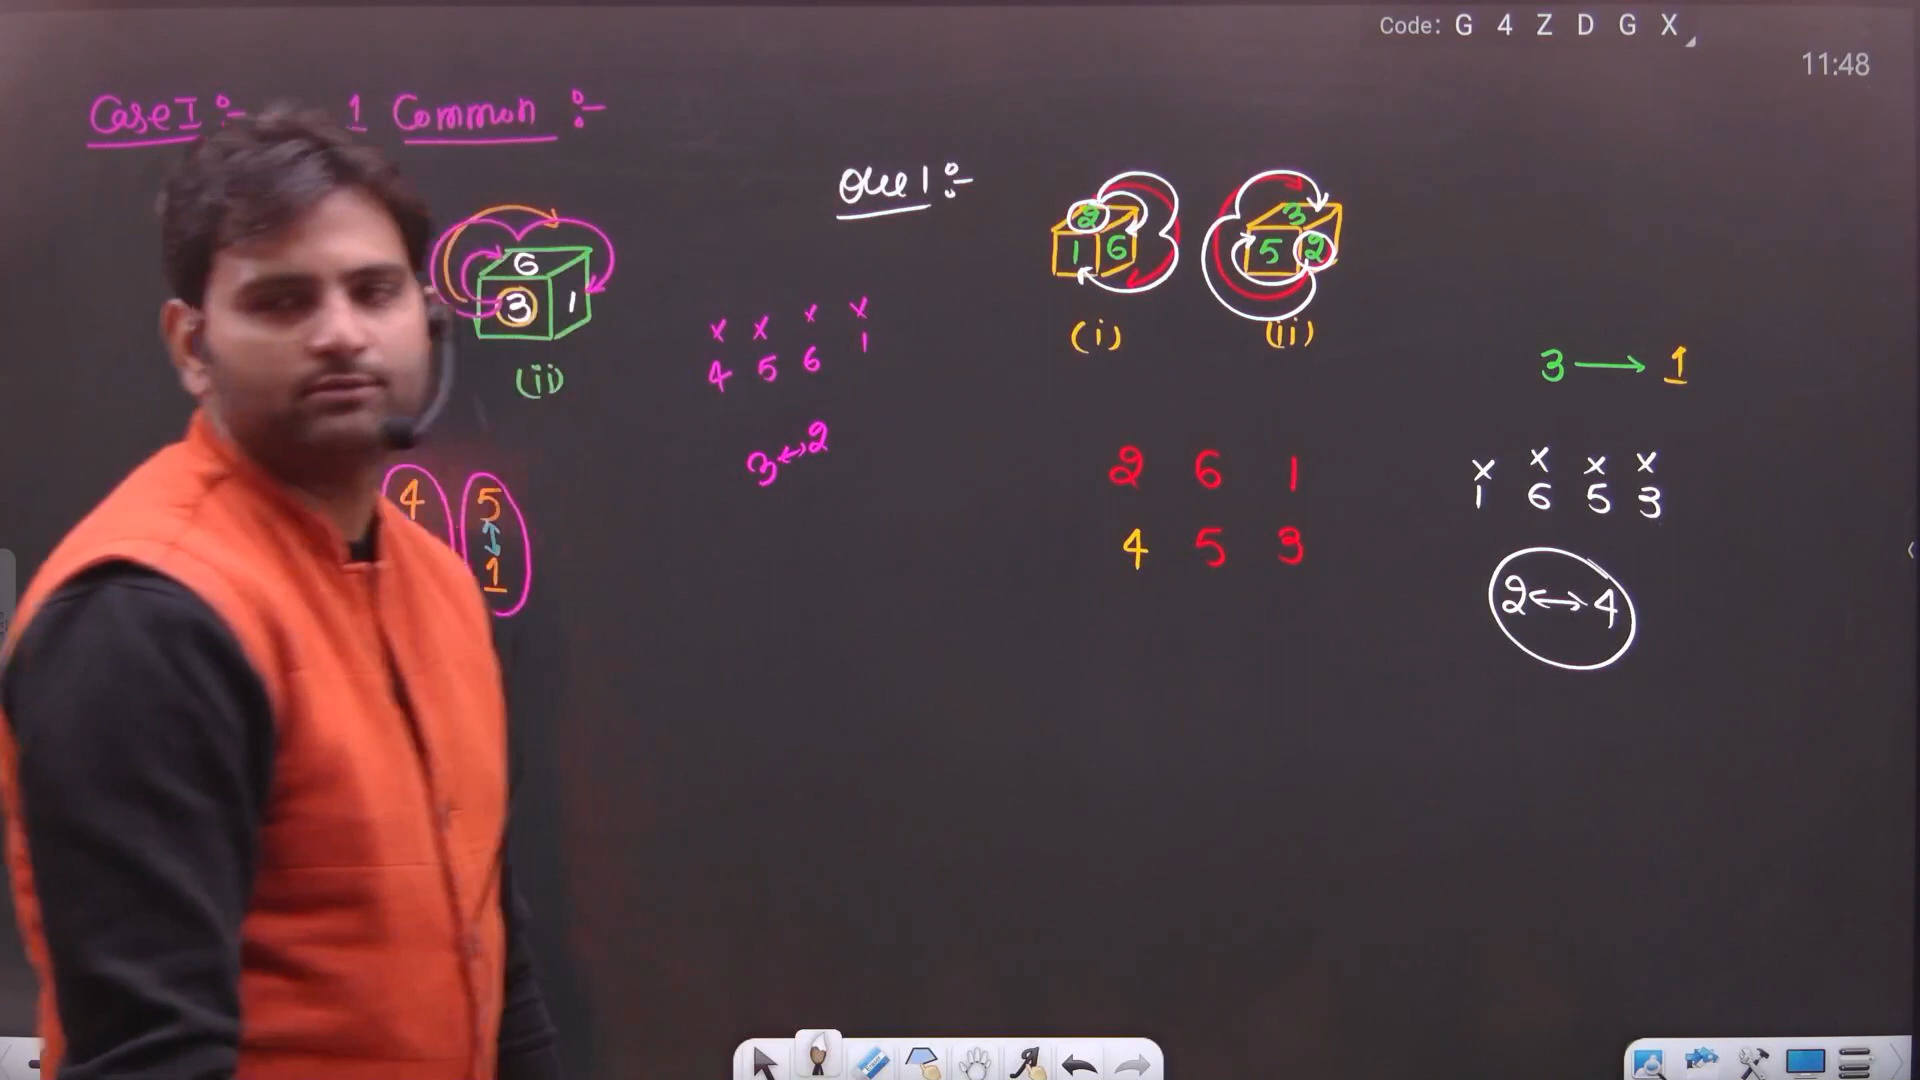 Code: G 4 Z D G X
11:48
Case I :- 1 Common :-
Que 1 :-
6
3 1
(ii)
2
1 6
(i)
3
5 2
(ii)
x x x x
4 5 6 1
3 ↔ 2
3 → 1
4 5
1
2 6 1
4 5 3
x x x x
1 6 5 3
2 ↔ 4